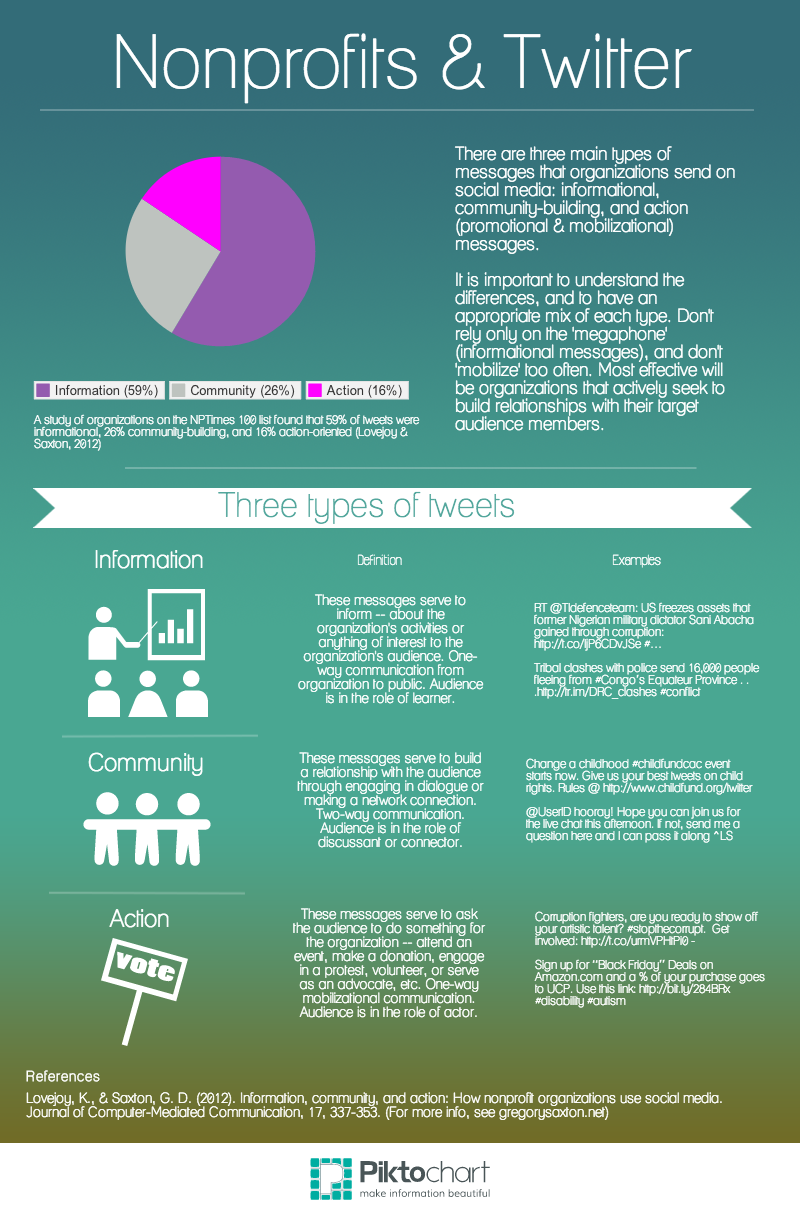 Nonprofits & Twitter
There are three main types of
messages that organizations send on
social media: informational,
community-building, and action
(promotional & mobilizational)
messages.
It is important to understand the
differences, and to have an
appropriate mix of each type. Don't
rely only on the 'megaphone'
(informational messages), and don't
'mobilize' too often. Most effective will
be organizations that actively seek to
build relationships with their target
audience members.
Information (59%) Community (26%) Action (16%)
A study of organizations on the NPTimes 100 list found that 59% of tweets were
informational, 26% community-building, and 16% action-oriented (Lovejoy &
Saxton, 2012)
Three types of tweets
Information
Definition
Examples
These messages serve to
inform -- about the
organization's activities or
anything of interest to the
organization's audience. One-
way communication from
organization to public. Audience
is in the role of learner.
RT @TIdefenceteam: US freezes assets that
former Nigerian military dictator Sani Abacha
gained through corruption:
http://t.co/IjP6CDvJSe #...
Tribal clashes with police send 16,000 people
fleeing from #Congo's Equateur Province . .
.http://tr.im/DRC_clashes #conflict
Community
These messages serve to build
a relationship with the audience
through engaging in dialogue or
making a network connection.
Two-way communication.
Audience is in the role of
discussant or connector.
Change a childhood #childfundcac event
starts now. Give us your best tweets on child
rights. Rules @ http://www.childfund.org/twitter
@UserID hooray! Hope you can join us for
the live chat this afternoon. If not, send me a
question here and I can pass it along ^LS
Action
vote
These messages serve to ask
the audience to do something for
the organization -- attend an
event, make a donation, engage
in a protest, volunteer, or serve
as an advocate, etc. One-way
mobilizational communication.
Audience is in the role of actor.
Corruption fighters, are you ready to show off
your artistic talent? #stopthecorrupt. Get
involved: http://t.co/urmVPHtPi0 -
Sign up for "Black Friday" Deals on
Amazon.com and a % of your purchase goes
to UCP. Use this link: http://bit.ly/284BRx
#disability #autism
References
Lovejoy, K., & Saxton, G. D. (2012). Information, community, and action: How nonprofit organizations use social media.
Journal of Computer-Mediated Communication, 17, 337-353. (For more info, see gregorysaxton.net)
Piktochart
make information beautiful